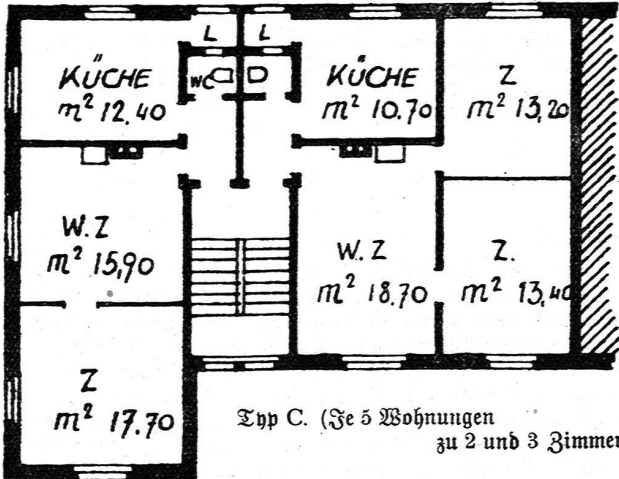 L L
WC
KÜCHE
m² 12.40
KÜCHE
m² 10.70
Z
m² 13,20
W.Z
m² 15,90
W.Z
m² 18.70
Z.
m² 13,40
Z
m² 17.70
Typ C. (Je 5 Wohnungen
zu 2 und 3 Zimmer